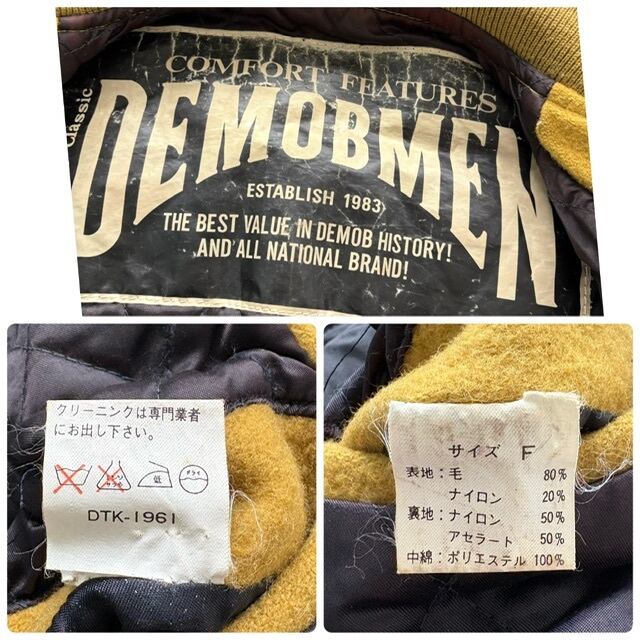 COMFORT FEATURES
Classic
DEMOBMEN
ESTABLISH 1983
THE BEST VALUE IN DEMOB HISTORY!
AND ALL NATIONAL BRAND!
クリーニングは専門業者
にお出し下さい。
低
ドライ
DTK-1961
サイズ F
表地:毛 80%
ナイロン 20%
裏地:ナイロン 50%
アセラート 50%
中綿:ポリエステル 100%